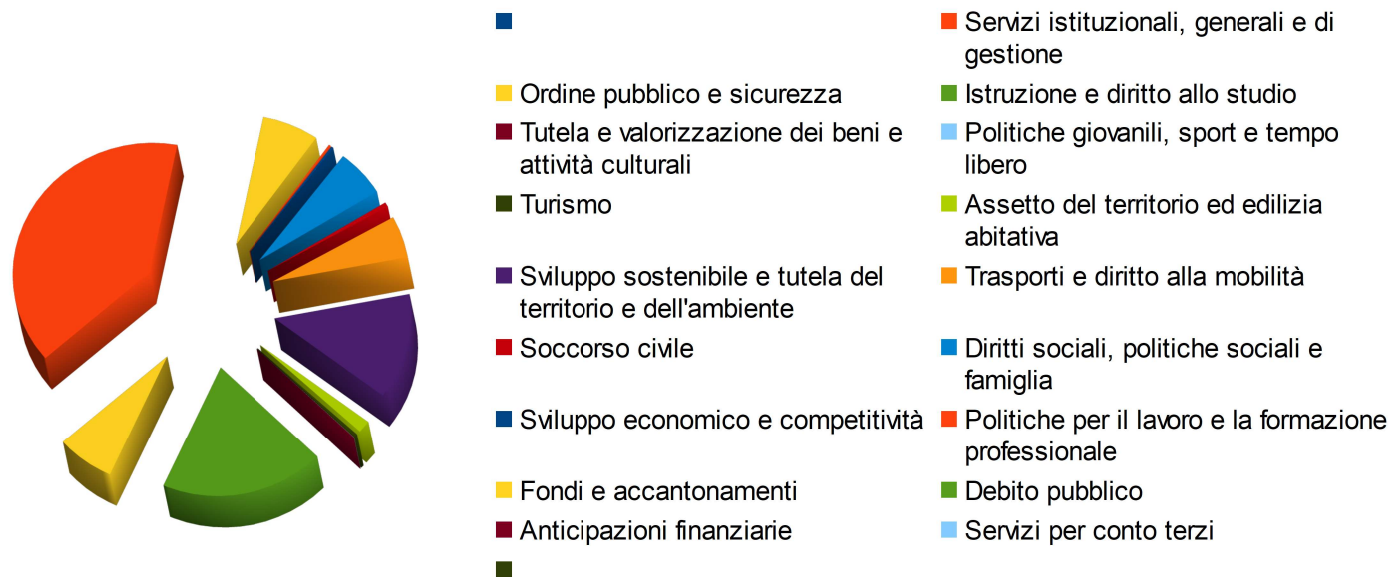 Servizi istituzionali, generali e di
gestione
Ordine pubblico e sicurezza
Istruzione e diritto allo studio
Tutela e valorizzazione dei beni e
attività culturali
Politiche giovanili, sport e tempo
libero
Turismo
Assetto del territorio ed edilizia
abitativa
Sviluppo sostenibile e tutela del
territorio e dell'ambiente
Trasporti e diritto alla mobilità
Soccorso civile
Diritti sociali, politiche sociali e
famiglia
Sviluppo economico e competitività
Politiche per il lavoro e la formazione
professionale
Fondi e accantonamenti
Debito pubblico
Anticipazioni finanziarie
Servizi per conto terzi